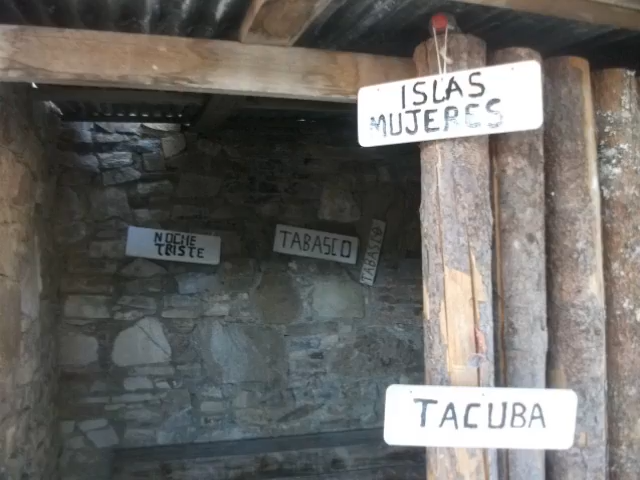 ISLAS
MUJERES
NOCHE
TRISTE
TABASCO
TABASCO
TACUBA